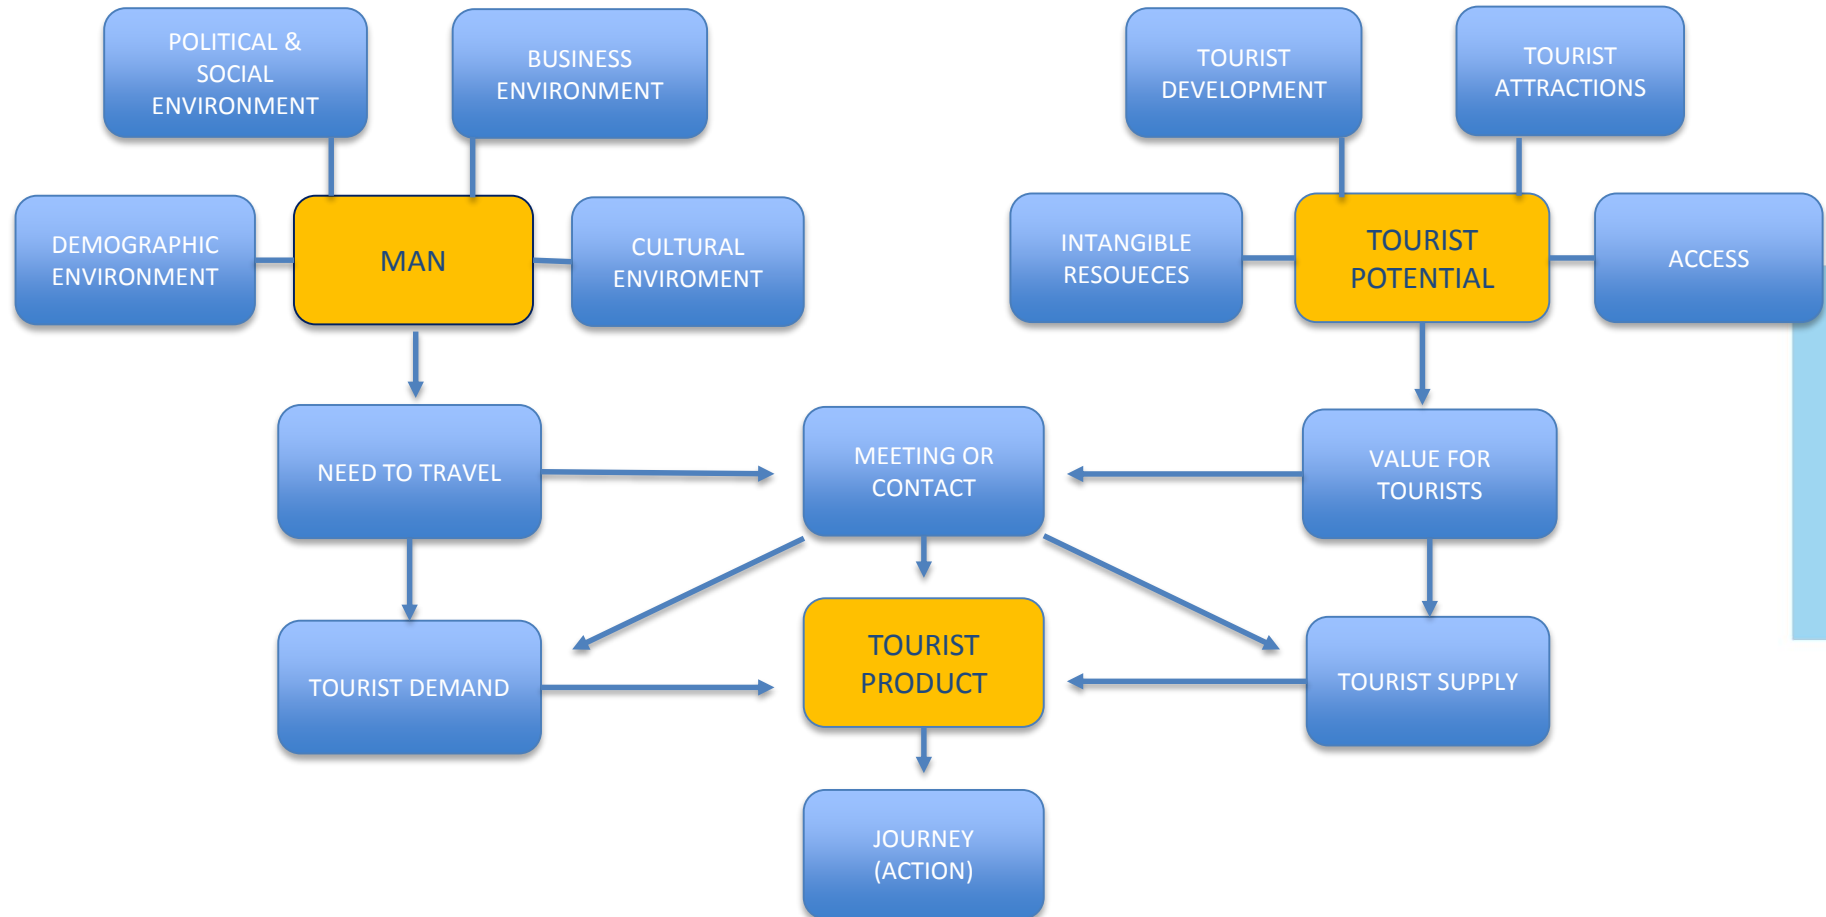 POLITICAL &
SOCIAL
ENVIRONMENT
BUSINESS
ENVIRONMENT
TOURIST
DEVELOPMENT
TOURIST
ATTRACTIONS
DEMOGRAPHIC
ENVIRONMENT
MAN
CULTURAL
ENVIROMENT
INTANGIBLE
RESOUECES
TOURIST
POTENTIAL
ACCESS
NEED TO TRAVEL
MEETING OR
CONTACT
VALUE FOR
TOURISTS
TOURIST DEMAND
TOURIST
PRODUCT
TOURIST SUPPLY
JOURNEY
(ACTION)